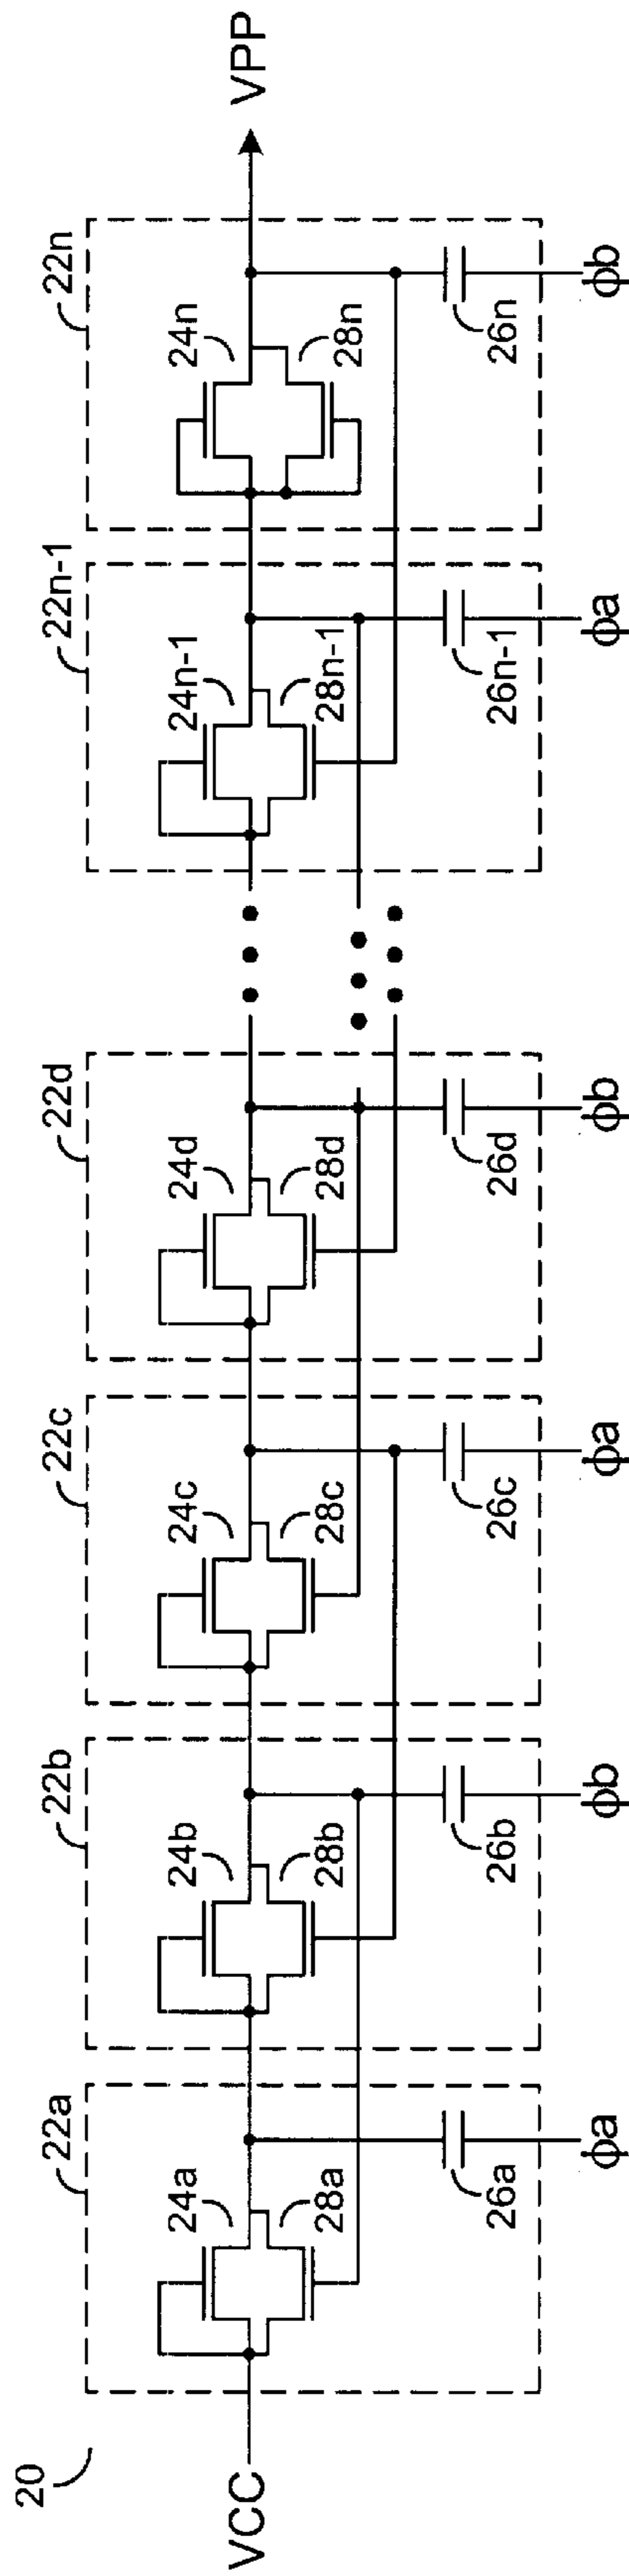 20
22a
22b
22c
22d
22n-1
22n
24a
24b
24c
24d
24n-1
24n
VCC
VPP
28a
28b
28c
28d
28n-1
28n
26a
26b
26c
26d
26n-1
26n
ϕa
ϕb
ϕa
ϕb
ϕa
ϕb